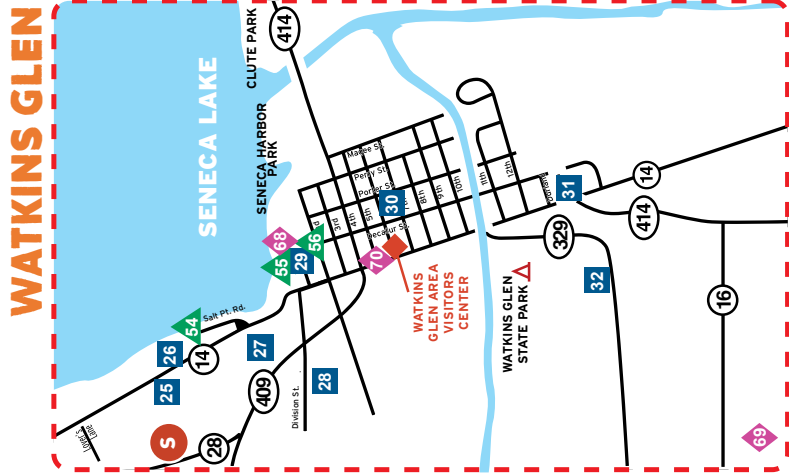 WATKINS GLEN
SENECA LAKE
CLUTE PARK
SENECA HARBOR
PARK
414
Magee St.
Perry St.
Porter St.
Decatur St.
3rd
4th
5th
8th
9th
10th
11th
12th
30
31
14
414
329
32
16
68
55
56
29
70
WATKINS
GLEN AREA
VISITORS
CENTER
WATKINS GLEN
STATE PARK
54
Salt Pt. Rd.
26
14
25
27
409
Division St.
28
Lover's
Lane
S
28
69